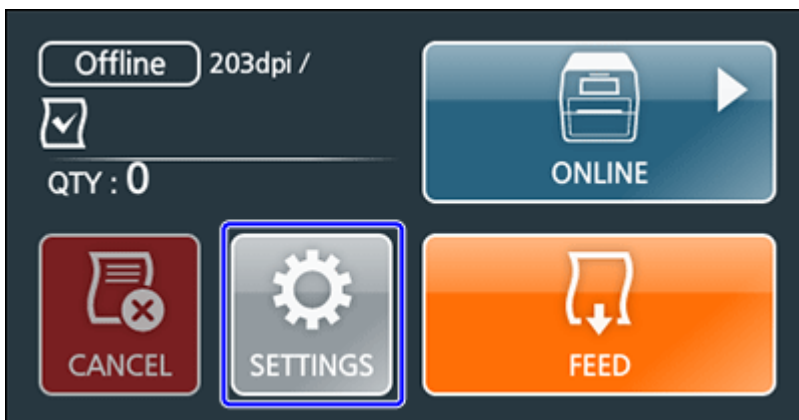 Offline 203dpi /
QTY : 0
ONLINE
CANCEL
SETTINGS
FEED